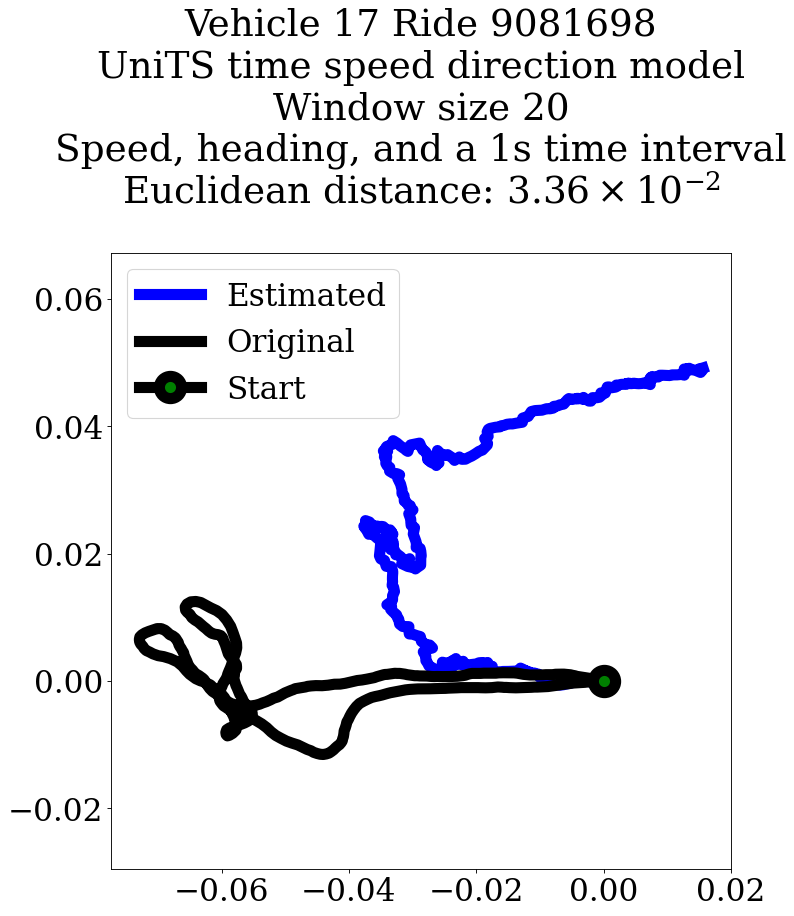 Vehicle 17 Ride 9081698
UniTS time speed direction model
Window size 20
Speed, heading, and a 1s time interval
Euclidean distance: 3.36 × 10⁻²
Estimated
Original
Start
0.06
0.04
0.02
0.00
−0.02
−0.06 −0.04 −0.02 0.00 0.02